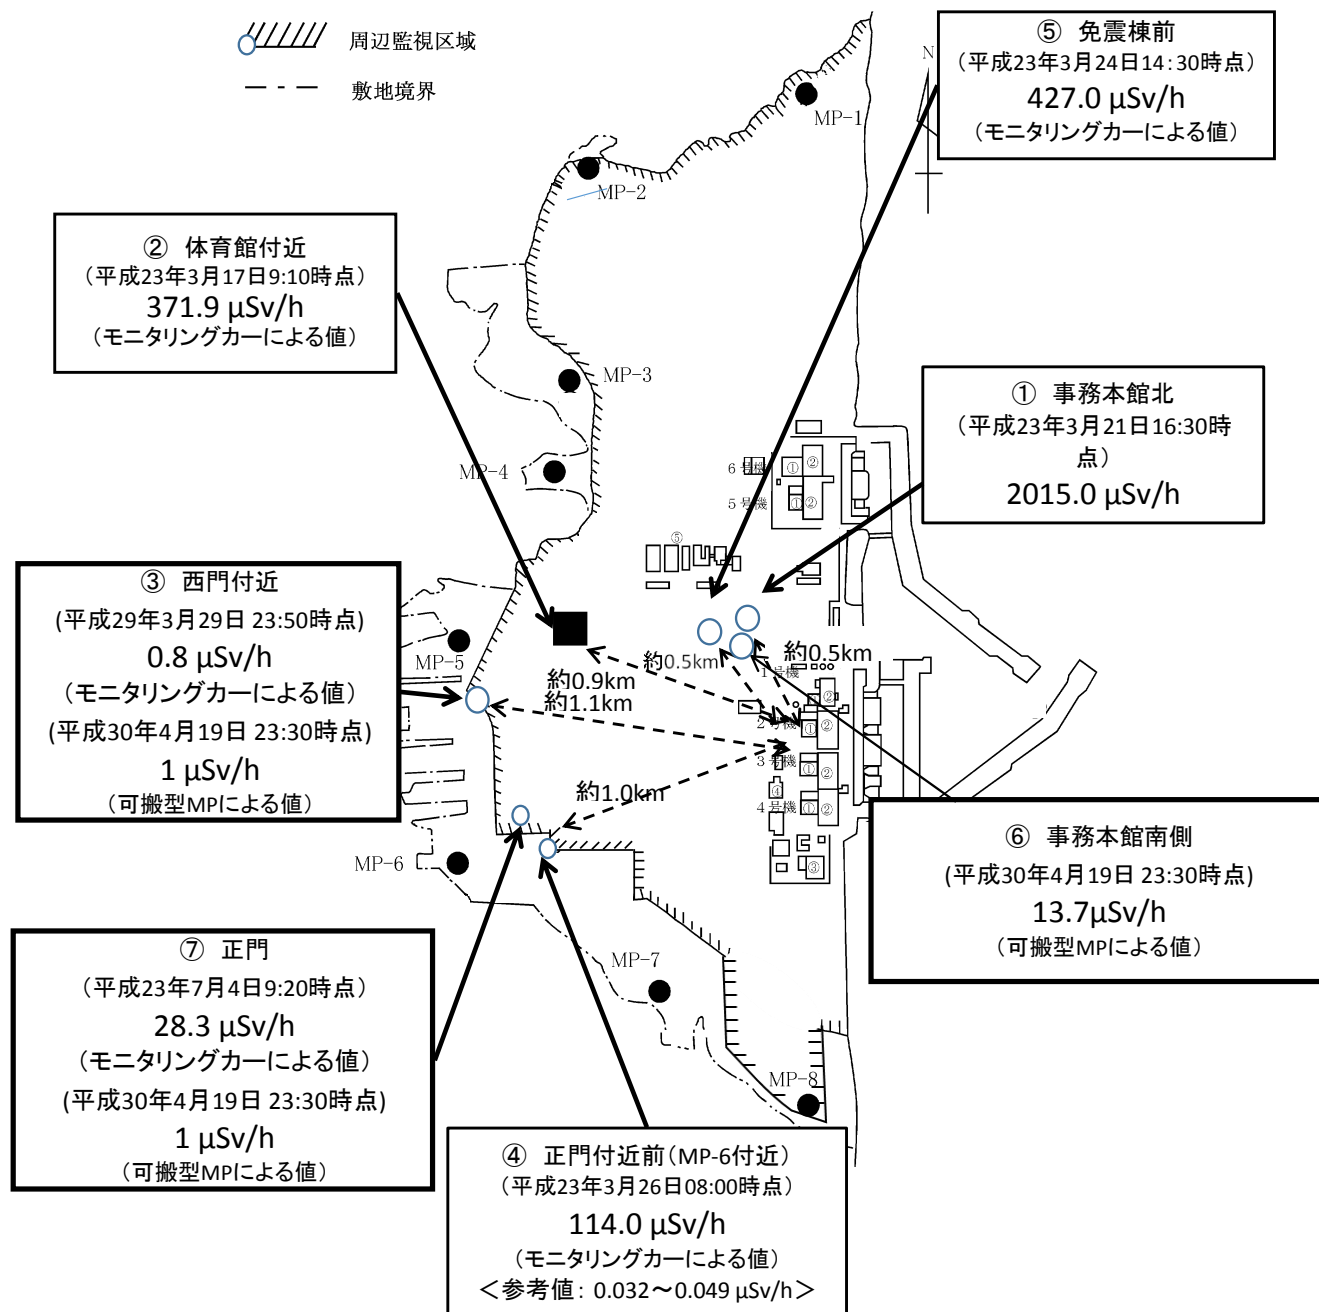 周辺監視区域
敷地境界
⑤ 免震棟前
(平成23年3月24日14:30時点)
427.0 μSv/h
(モニタリングカーによる値)
N
MP-1
MP-2
② 体育館付近
(平成23年3月17日9:10時点)
371.9 μSv/h
(モニタリングカーによる値)
MP-3
① 事務本館北
(平成23年3月21日16:30時
点)
2015.0 μSv/h
MP-4
6号機
① ②
5号機
① ②
⑤
③ 西門付近
(平成29年3月29日 23:50時点)
0.8 μSv/h
(モニタリングカーによる値)
(平成30年4月19日 23:30時点)
1 μSv/h
(可搬型MPによる値)
MP-5
約0.5km
約0.5km
約0.9km
約1.1km
1号機
②
2号機
① ②
3号機
① ②
④
4号機
① ②
③
約1.0km
MP-6
⑥ 事務本館南側
(平成30年4月19日 23:30時点)
13.7μSv/h
(可搬型MPによる値)
⑦ 正門
(平成23年7月4日9:20時点)
28.3 μSv/h
(モニタリングカーによる値)
(平成30年4月19日 23:30時点)
1 μSv/h
(可搬型MPによる値)
MP-7
MP-8
④ 正門付近前(MP-6付近)
(平成23年3月26日08:00時点)
114.0 μSv/h
(モニタリングカーによる値)
<参考値: 0.032～0.049 μSv/h>